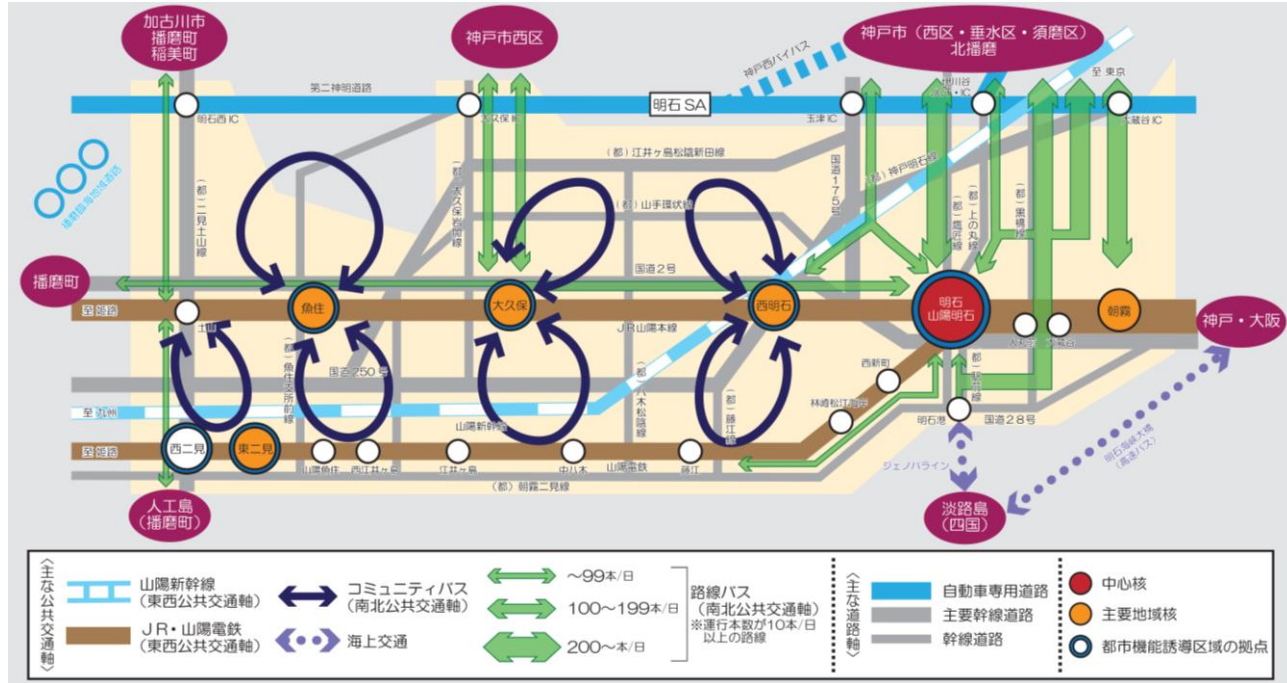 加古川市
播磨町
稲美町
神戸市西区
神戸市（西区・垂水区・須磨区）
北播磨
神戸西バイパス
至 東京
第二神明道路
明石 SA
明石西 IC
玉津 IC
大蔵谷 IC
播磨臨海地域道路
（都）江井ヶ島松陰新田線
（都）神戸明石線
（都）山手環状線
国道175号
（都）二見土山線
（都）大久保岩岡線
（都）鷹匠線
（都）上の丸線
（都）黒橋線
播磨町
国道2号
至 姫路
土山
魚住
大久保
西明石
明石
山陽明石
朝霧
神戸・大阪
ＪＲ山陽本線
人丸前
大蔵谷
国道250号
（都）魚住支所前線
（都）八木松陰線
（都）藤江線
西新町
林崎松江海岸
（都）駅前線
明石港
国道28号
至 九州
山陽新幹線
至 姫路
西二見
東二見
山陽魚住
西江井ヶ島
江井ヶ島
中八木
山陽電鉄
藤江
（都）朝霧二見線
人工島
（播磨町）
ジェノバライン
淡路島
（四国）
明石海峡大橋
（高速バス）
〈主な公共交通軸〉
山陽新幹線
（東西公共交通軸）
ＪＲ・山陽電鉄
（東西公共交通軸）
コミュニティバス
（南北公共交通軸）
海上交通
～99本/日
100～199本/日
200～本/日
路線バス
（南北公共交通軸）
※運行本数が10本/日
以上の路線
〈主な道路軸〉
自動車専用道路
主要幹線道路
幹線道路
中心核
主要地域核
都市機能誘導区域の拠点